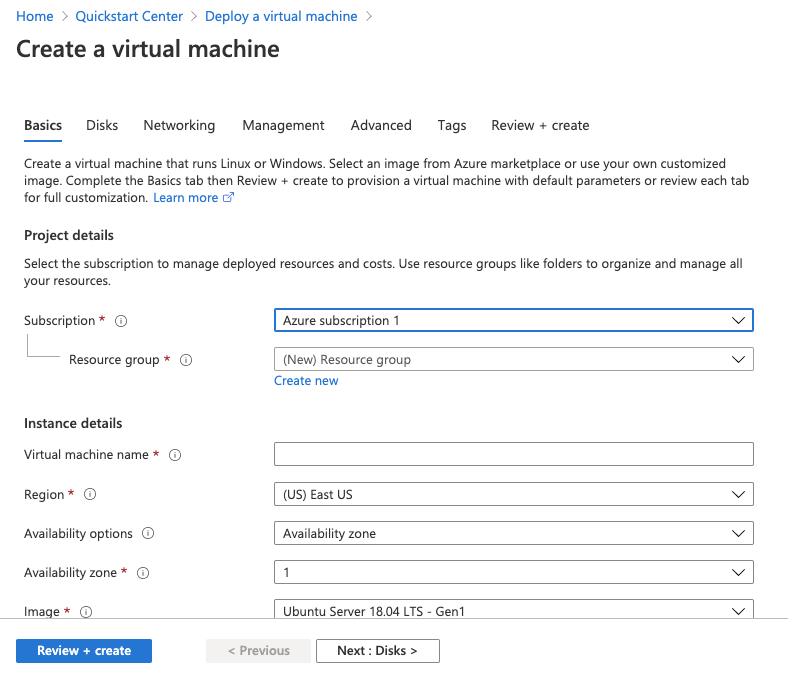 Home > Quickstart Center > Deploy a virtual machine >
Create a virtual machine
Basics Disks Networking Management Advanced Tags Review + create
Create a virtual machine that runs Linux or Windows. Select an image from Azure marketplace or use your own customized
image. Complete the Basics tab then Review + create to provision a virtual machine with default parameters or review each tab
for full customization. Learn more
Project details
Select the subscription to manage deployed resources and costs. Use resource groups like folders to organize and manage all
your resources.
Subscription * Azure subscription 1
Resource group * (New) Resource group
Create new
Instance details
Virtual machine name *
Region * (US) East US
Availability options Availability zone
Availability zone * 1
Image * Ubuntu Server 18.04 LTS - Gen1
Review + create < Previous Next : Disks >